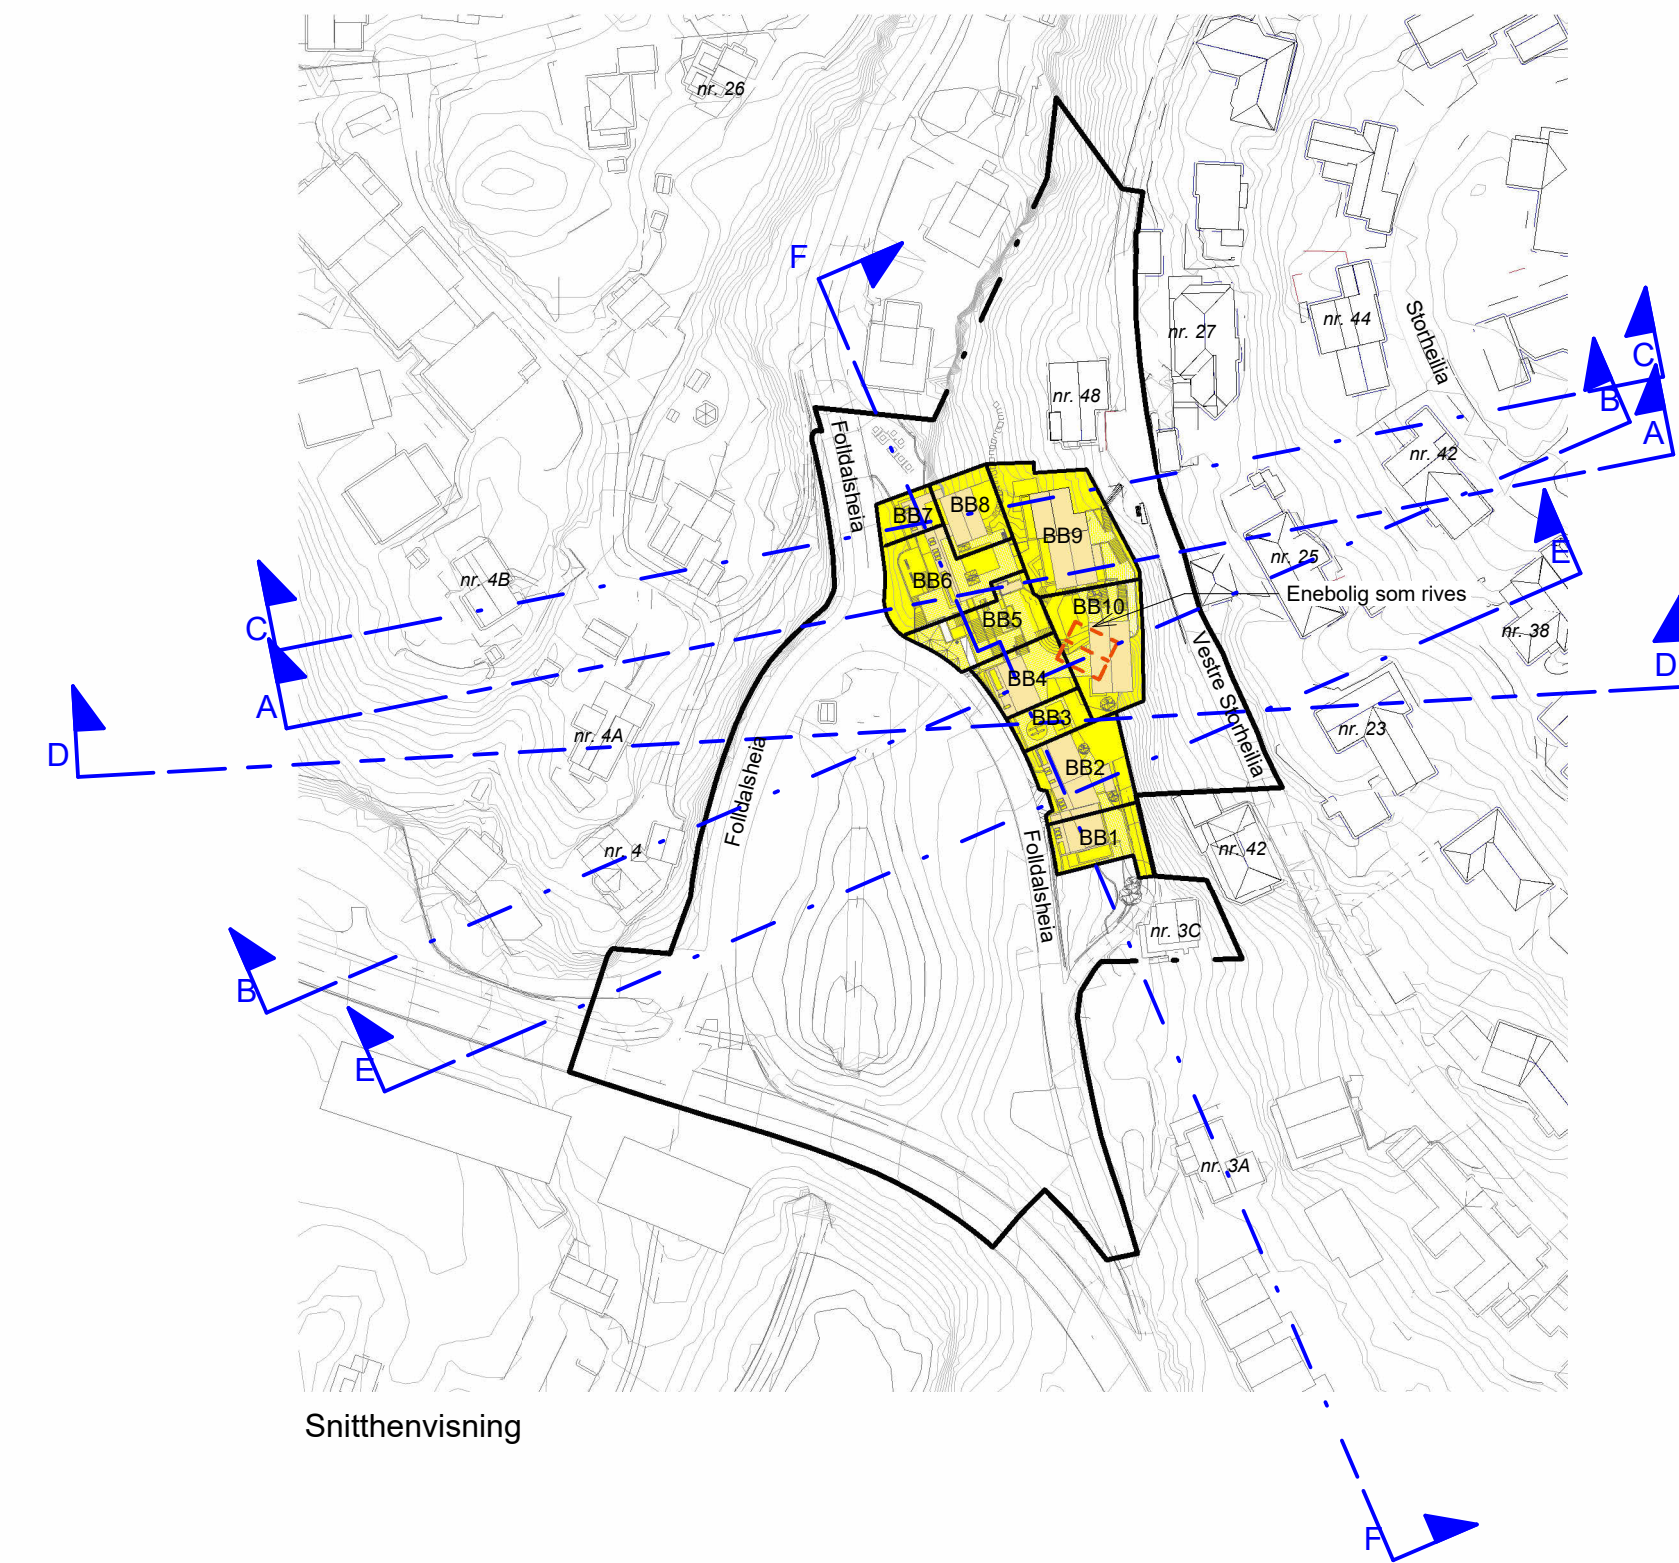 nr. 26
F
nr. 27
nr. 44
Storheilia
C
B
A
nr. 48
nr. 42
Folldalsheia
BB7
BB8
BB9
nr. 25
E
nr. 4B
BB6
Enebolig som rives
BB10
BB5
C
nr. 38
A
BB4
Vestre Storheilia
D
D
nr. 4A
BB3
nr. 23
Folldalsheia
BB2
nr. 4
BB1
nr. 42
Folldalsheia
nr. 3C
B
E
nr. 3A
Snitthenvisning
F